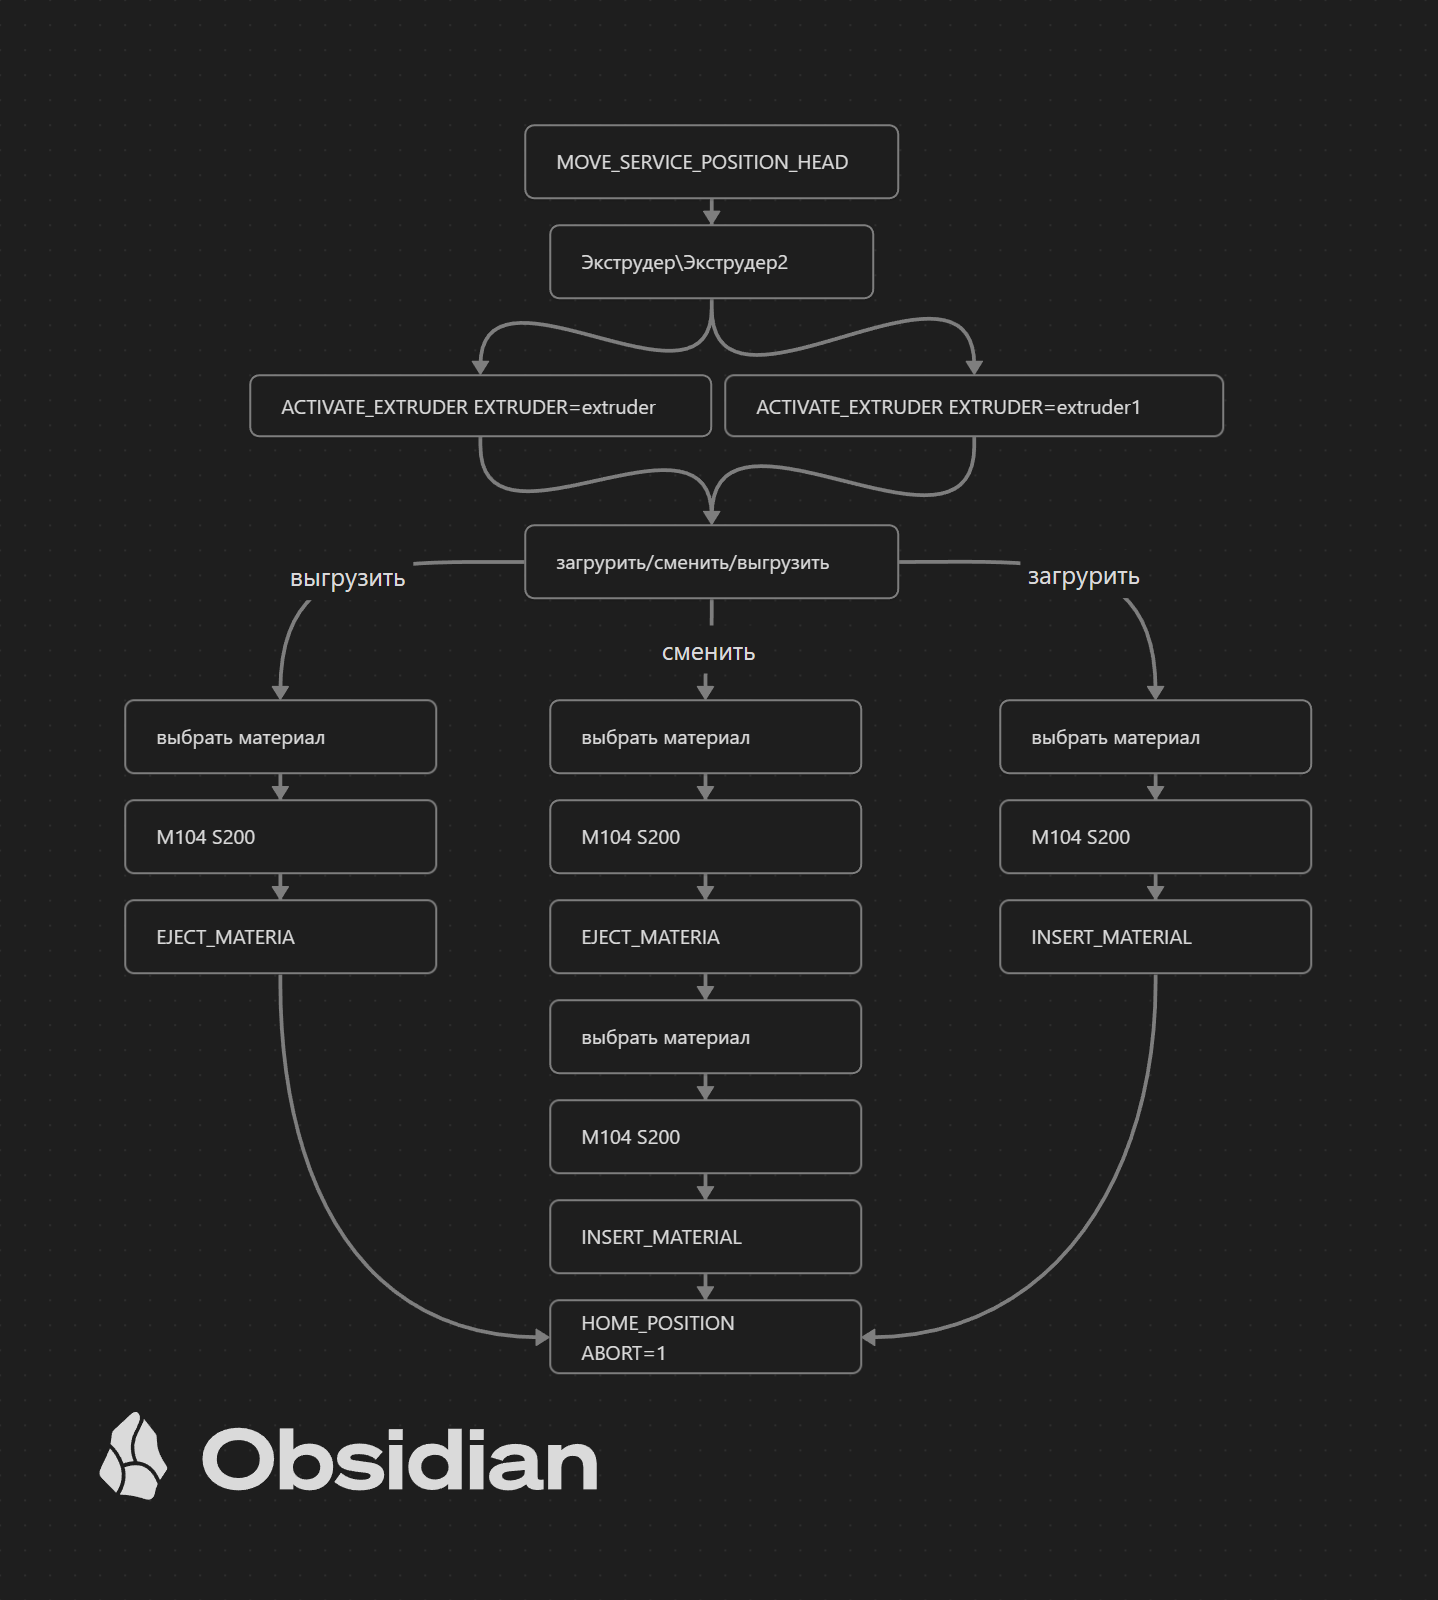 MOVE_SERVICE_POSITION_HEAD
Экструдер\Экструдер2
ACTIVATE_EXTRUDER EXTRUDER=extruder
ACTIVATE_EXTRUDER EXTRUDER=extruder1
загрурить/сменить/выгрузить
выгрузить
загрурить
сменить
выбрать материал
выбрать материал
выбрать материал
M104 S200
M104 S200
M104 S200
EJECT_MATERIA
EJECT_MATERIA
INSERT_MATERIAL
выбрать материал
M104 S200
INSERT_MATERIAL
HOME_POSITION
ABORT=1
Obsidian